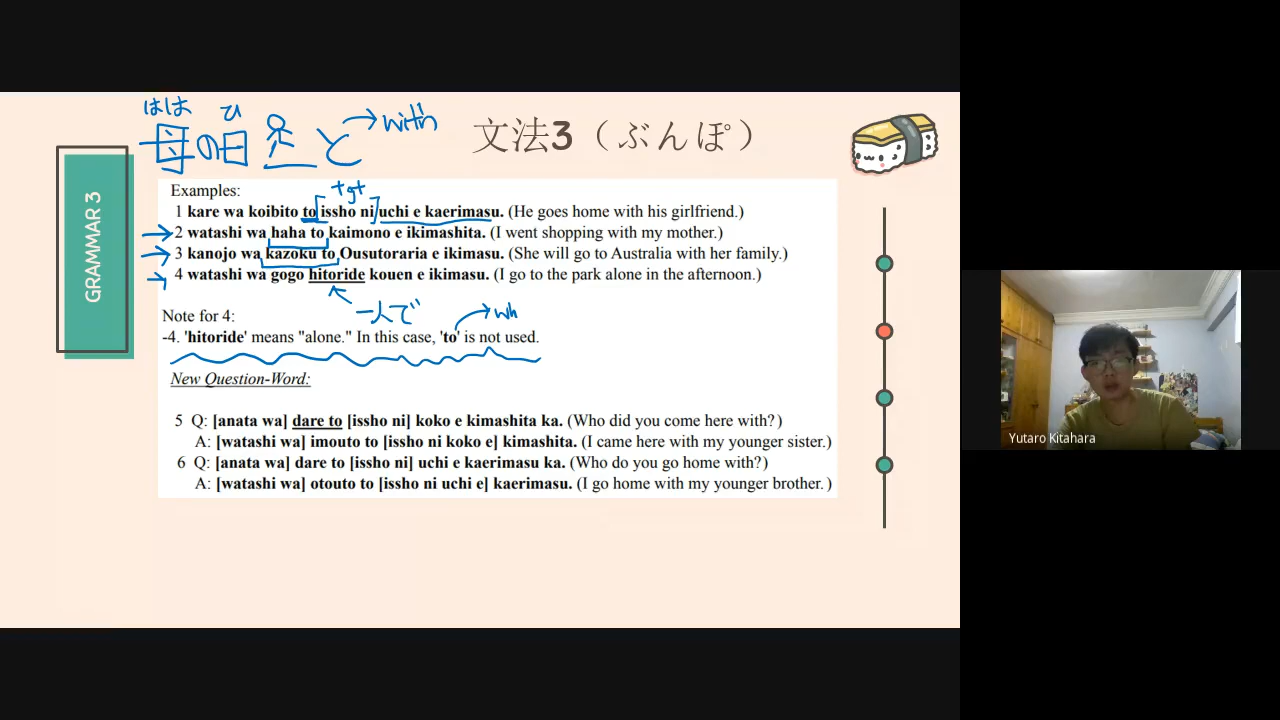 はは ひ
母の日 と → with
文法3（ぶんぽ）
GRAMMAR 3
Examples:
tgt
1 kare wa koibito to [issho ni] uchi e kaerimasu. (He goes home with his girlfriend.)
→ 2 watashi wa haha to kaimono e ikimashita. (I went shopping with my mother.)
→ 3 kanojo wa kazoku to Ousutoraria e ikimasu. (She will go to Australia with her family.)
→ 4 watashi wa gogo hitoride kouen e ikimasu. (I go to the park alone in the afternoon.)
一人で
Note for 4:
wh
-4. 'hitoride' means "alone." In this case, 'to' is not used.
New Question-Word:
5 Q: [anata wa] dare to [issho ni] koko e kimashita ka. (Who did you come here with?)
A: [watashi wa] imouto to [issho ni koko e] kimashita. (I came here with my younger sister.)
6 Q: [anata wa] dare to [issho ni] uchi e kaerimasu ka. (Who do you go home with?)
A: [watashi wa] otouto to [issho ni uchi e] kaerimasu. (I go home with my younger brother.)
Yutaro Kitahara